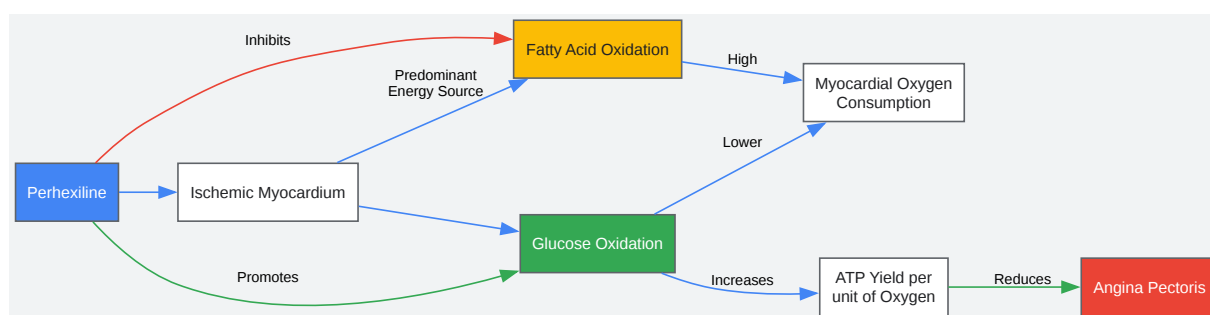 Inhibits
Fatty Acid Oxidation
High
Predominant
Energy Source
Myocardial Oxygen
Consumption
Lower
Perhexiline
Ischemic Myocardium
Glucose Oxidation
Promotes
Increases
ATP Yield per
unit of Oxygen
Reduces
Angina Pectoris